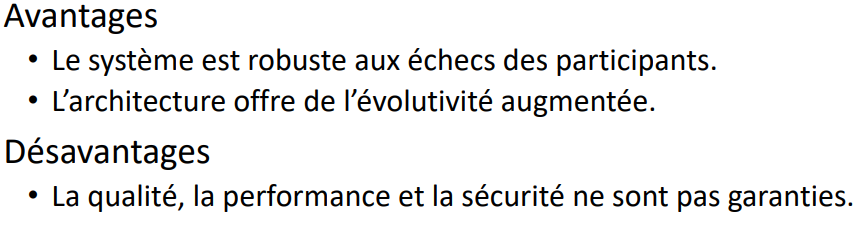 Avantages
• Le système est robuste aux échecs des participants.
• L'architecture offre de l'évolutivité augmentée.
Désavantages
• La qualité, la performance et la sécurité ne sont pas garanties.